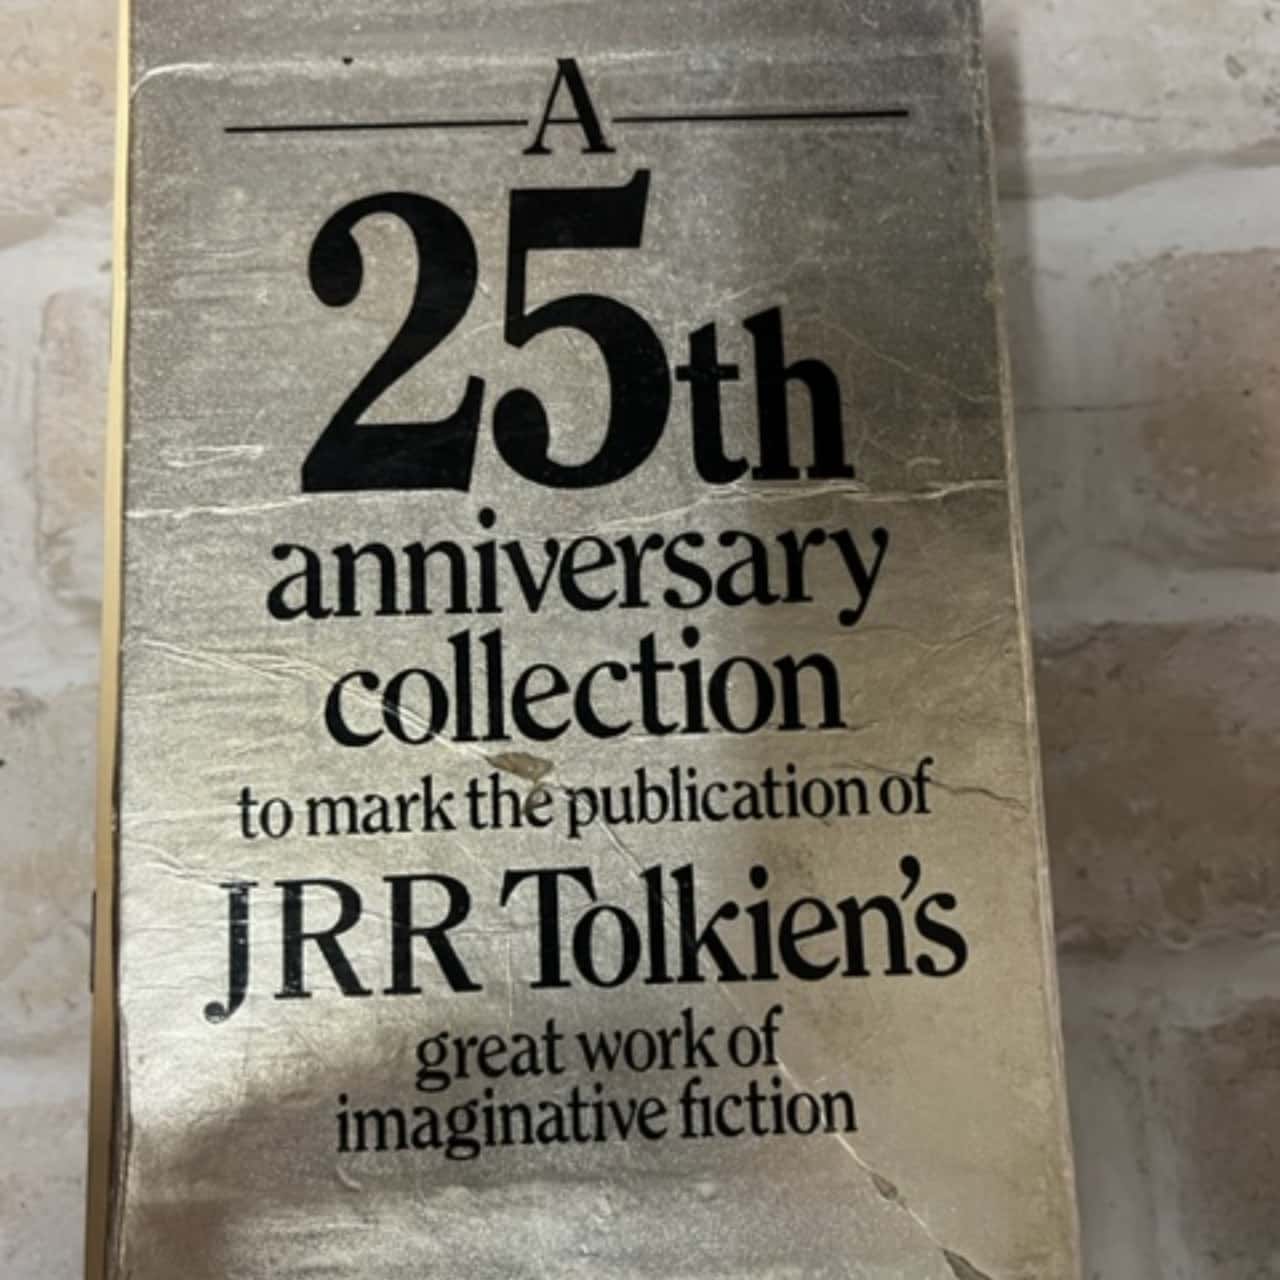 A
25th
anniversary
collection
to mark the publication of
JRR Tolkien's
great work of
imaginative fiction